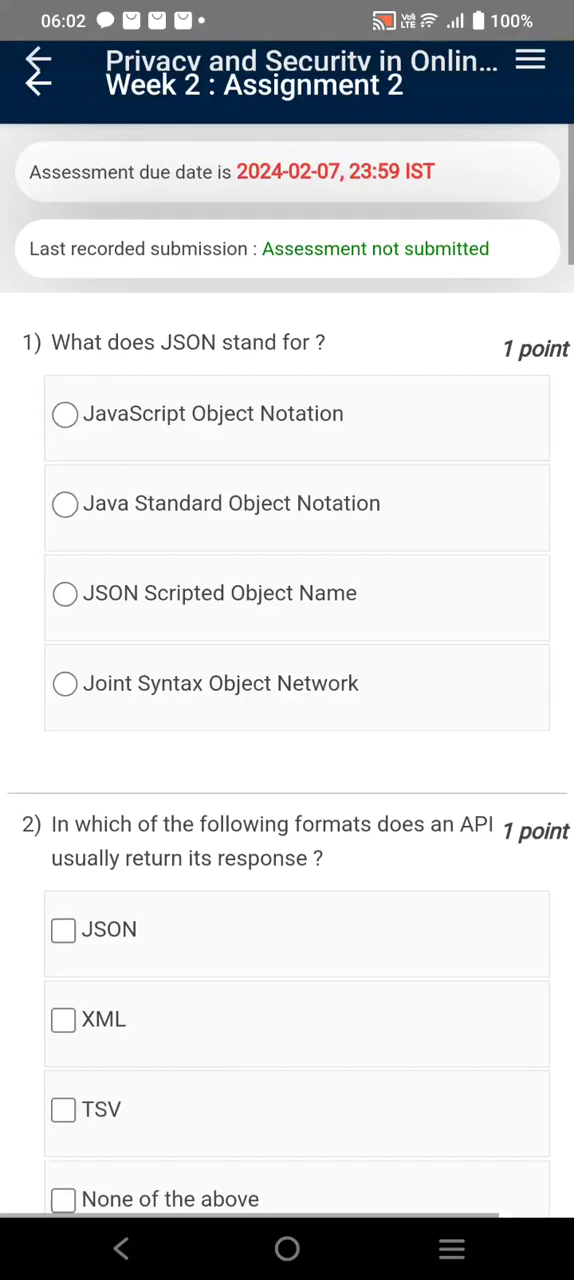 06:02
Vo)
LTE
100%
Privacy and Security in Onlin...
Week 2 : Assignment 2
Assessment due date is 2024-02-07, 23:59 IST
Last recorded submission : Assessment not submitted
1) What does JSON stand for ?
1 point
JavaScript Object Notation
Java Standard Object Notation
JSON Scripted Object Name
Joint Syntax Object Network
2) In which of the following formats does an API
1 point
usually return its response ?
JSON
XML
TSV
None of the above